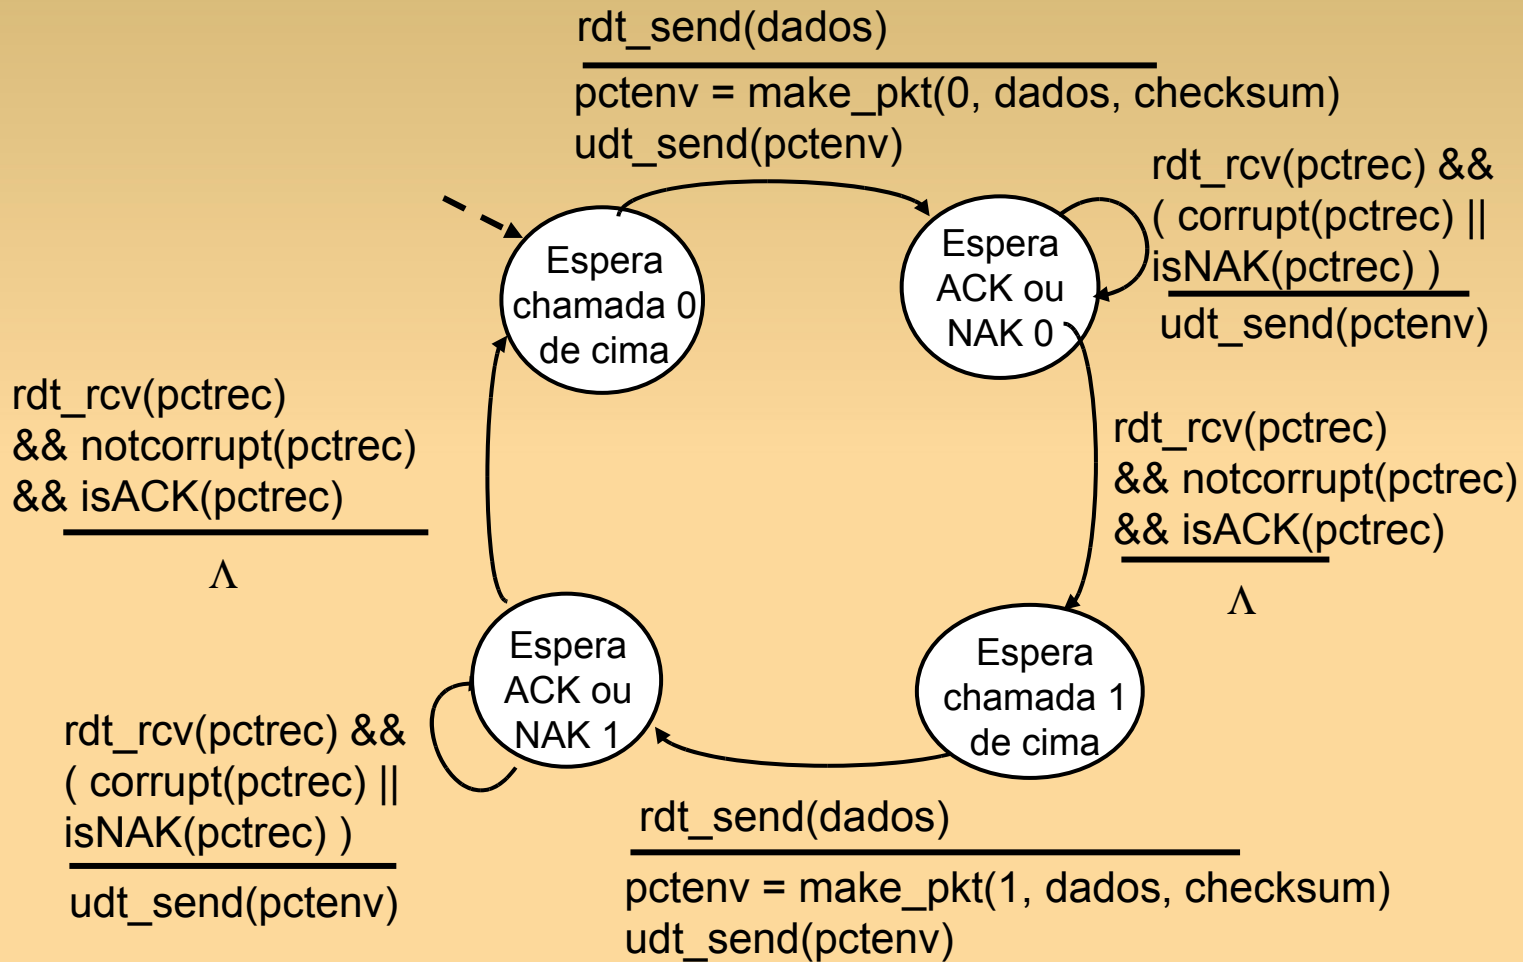 rdt_send(dados)
pctenv = make_pkt(0, dados, checksum)
udt_send(pctenv)
rdt_rcv(pctrec) &&
( corrupt(pctrec) ||
isNAK(pctrec) )
udt_send(pctenv)
Espera
chamada 0
de cima
Espera
ACK ou
NAK 0
rdt_rcv(pctrec)
&& notcorrupt(pctrec)
&& isACK(pctrec)
Λ
rdt_rcv(pctrec)
&& notcorrupt(pctrec)
&& isACK(pctrec)
Λ
Espera
ACK ou
NAK 1
Espera
chamada 1
de cima
rdt_rcv(pctrec) &&
( corrupt(pctrec) ||
isNAK(pctrec) )
udt_send(pctenv)
rdt_send(dados)
pctenv = make_pkt(1, dados, checksum)
udt_send(pctenv)